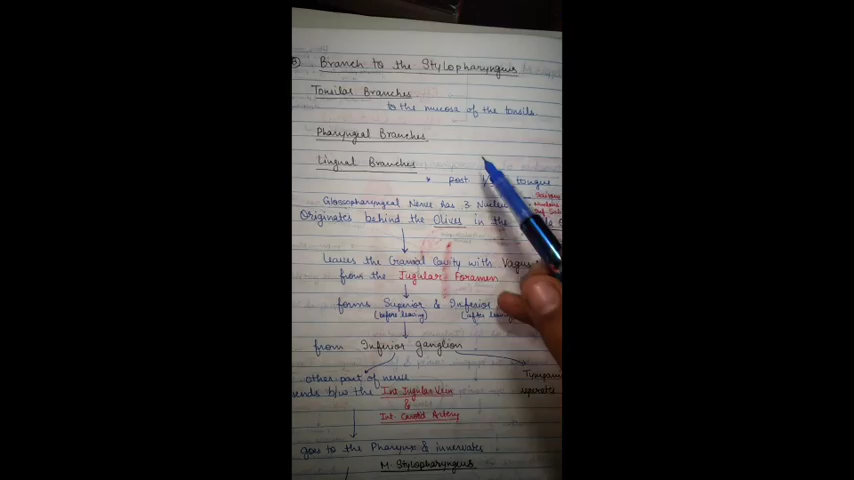 Branch to the Stylopharyngeus
Tonsilar Branches
to the mucosa of the tonsils.
Pharyngeal Branches
Lingual Branches
post tongue
Glossopharyngeal Nerve has 3 Nuclei
Originates behind the Olives in the
Leaves the Cranial Cavity with Vagus
from the Jugular Foramen
forms Superior & Inferior
(before leaving) (after leaving)
from Inferior Ganglion
other part of nerve
b/w the Int. Jugular Vein
&
Int. Carotid Artery
goes to the Pharynx & innervates
M. Stylopharyngeus